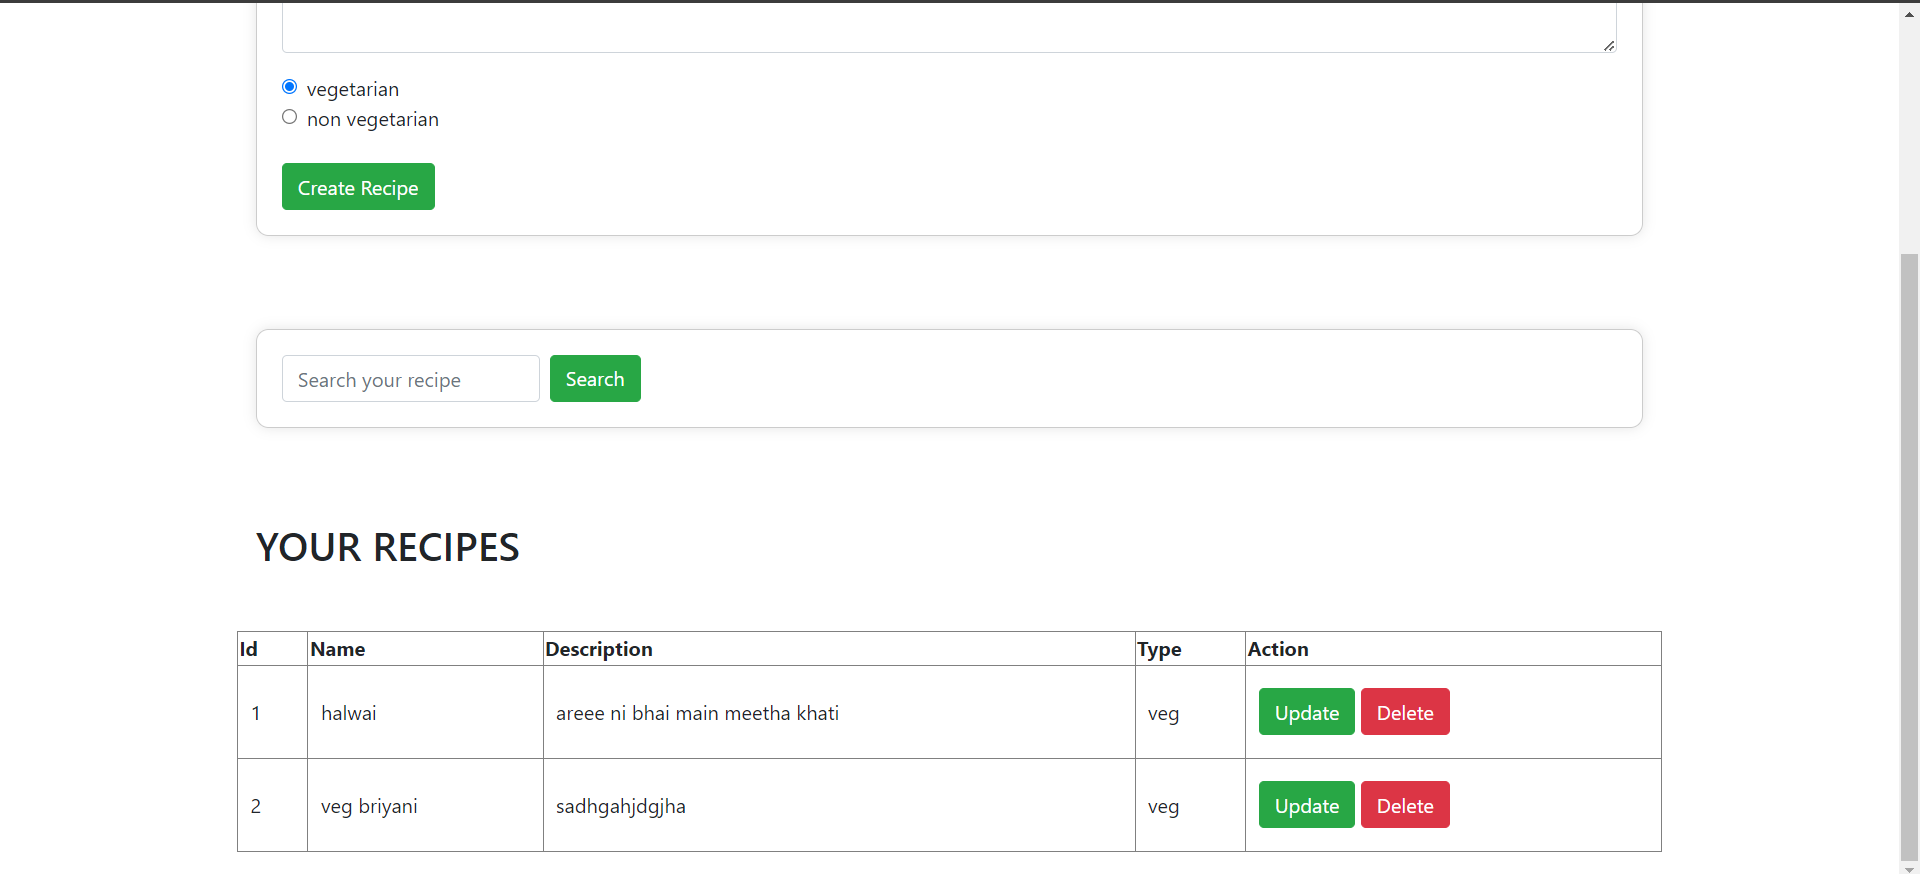 vegetarian
non vegetarian
Create Recipe
Search your recipe Search
YOUR RECIPES
Id Name Description Type Action
1 halwai areee ni bhai main meetha khati veg Update Delete
2 veg briyani sadhgahjdgjha veg Update Delete